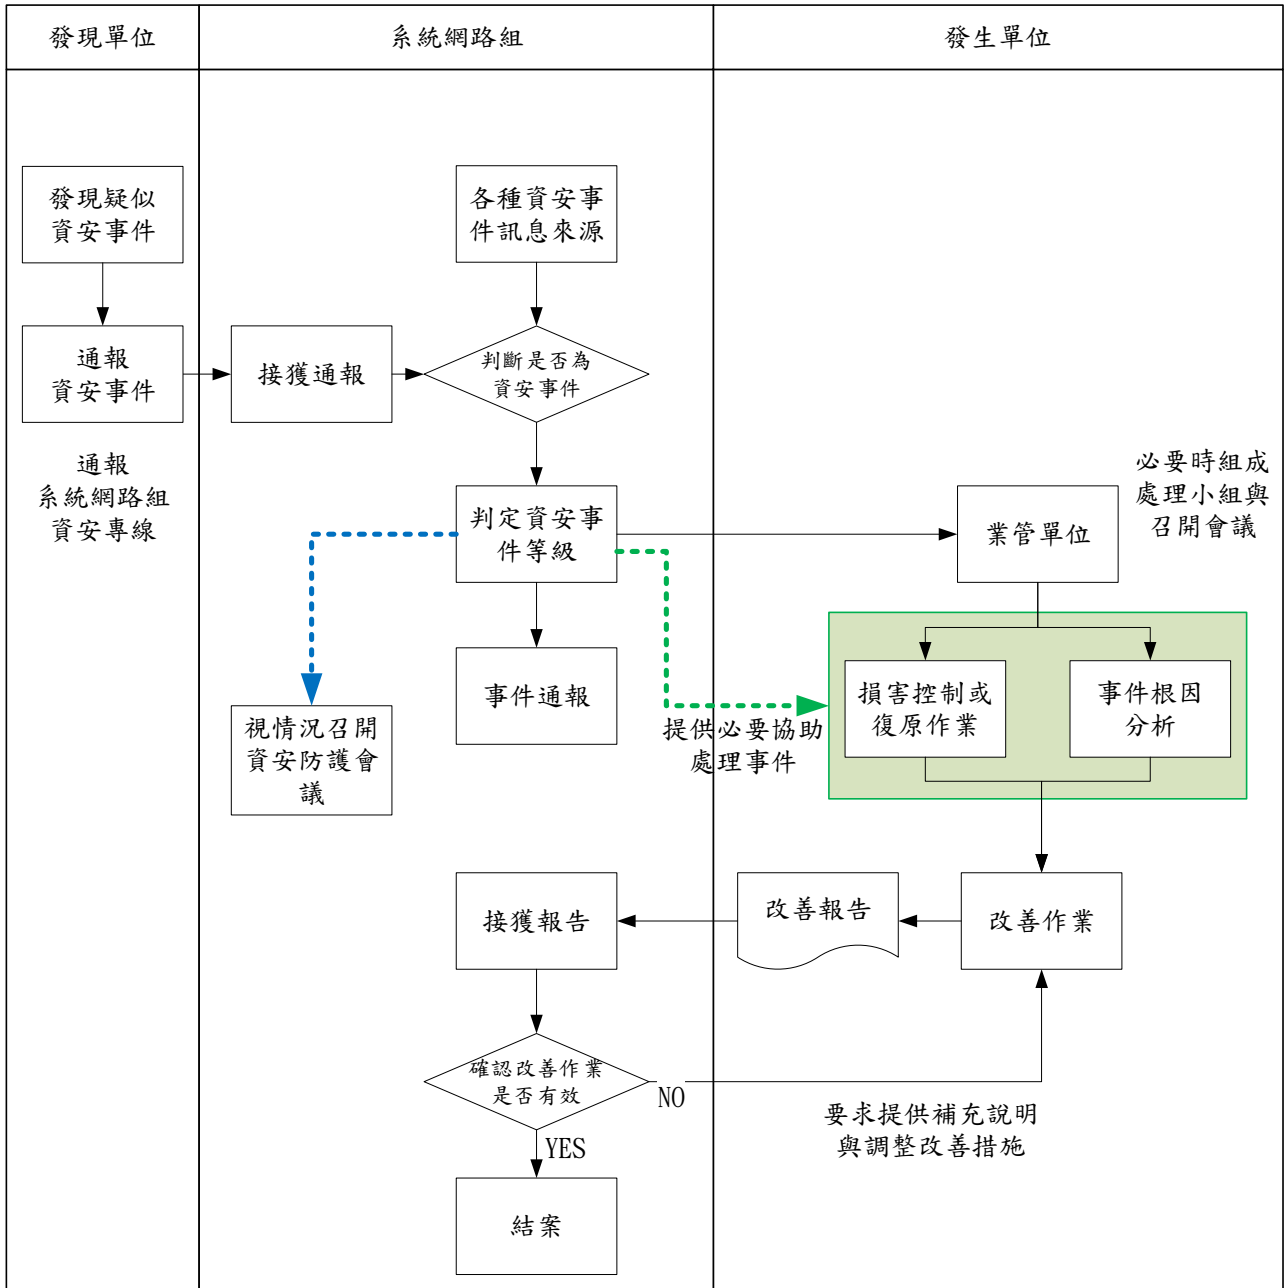 發現單位
系統網路組
發生單位
發現疑似
資安事件
各種資安事
件訊息來源
通報
資安事件
接獲通報
判斷是否為
資安事件
通報
系統網路組
資安專線
判定資安事
件等級
業管單位
必要時組成
處理小組與
召開會議
事件通報
視情況召開
資安防護會
議
提供必要協助
處理事件
損害控制或
復原作業
事件根因
分析
接獲報告
改善報告
改善作業
確認改善作業
是否有效
NO
YES
要求提供補充說明
與調整改善措施
結案